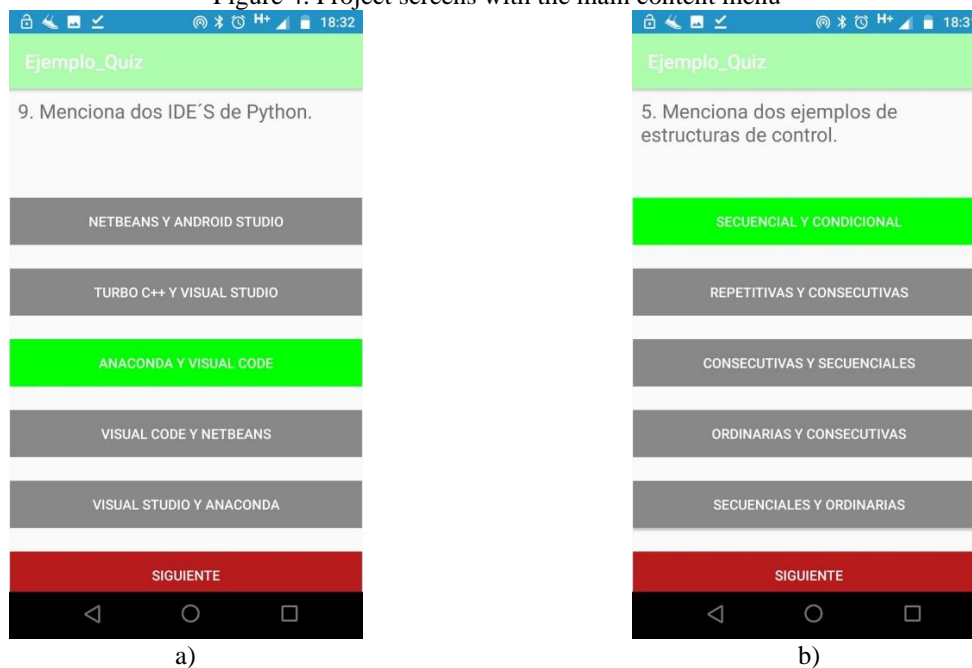 Figure 4. Project screens with the main content menu
H+ 18:32
Ejemplo_Quiz
9. Menciona dos IDE´S de Python.
NETBEANS Y ANDROID STUDIO
TURBO C++ Y VISUAL STUDIO
ANACONDA Y VISUAL CODE
VISUAL CODE Y NETBEANS
VISUAL STUDIO Y ANACONDA
SIGUIENTE
a)
H+ 18:31
Ejemplo_Quiz
5. Menciona dos ejemplos de
estructuras de control.
SECUENCIAL Y CONDICIONAL
REPETITIVAS Y CONSECUTIVAS
CONSECUTIVAS Y SECUENCIALES
ORDINARIAS Y CONSECUTIVAS
SECUENCIALES Y ORDINARIAS
SIGUIENTE
b)